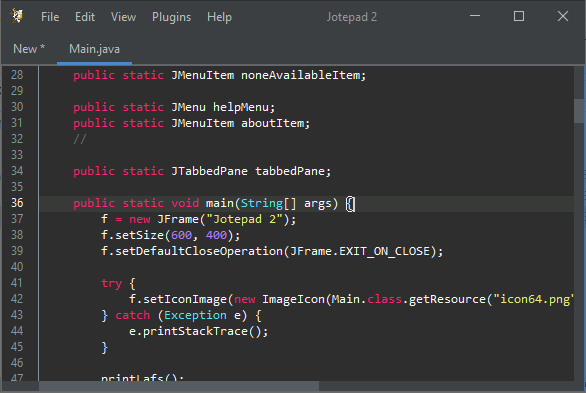 File Edit View Plugins Help Jotepad 2
New * Main.java
28 public static JMenuItem noneAvailableItem;
29
30 public static JMenu helpMenu;
31 public static JMenuItem aboutItem;
32 //
33
34 public static JTabbedPane tabbedPane;
35
36 public static void main(String[] args) {
37 f = new JFrame("Jotepad 2");
38 f.setSize(600, 400);
39 f.setDefaultCloseOperation(JFrame.EXIT_ON_CLOSE);
40
41 try {
42 f.setIconImage(new ImageIcon(Main.class.getResource("icon64.png"
43 } catch (Exception e) {
44 e.printStackTrace();
45 }
46
47 printLafs();